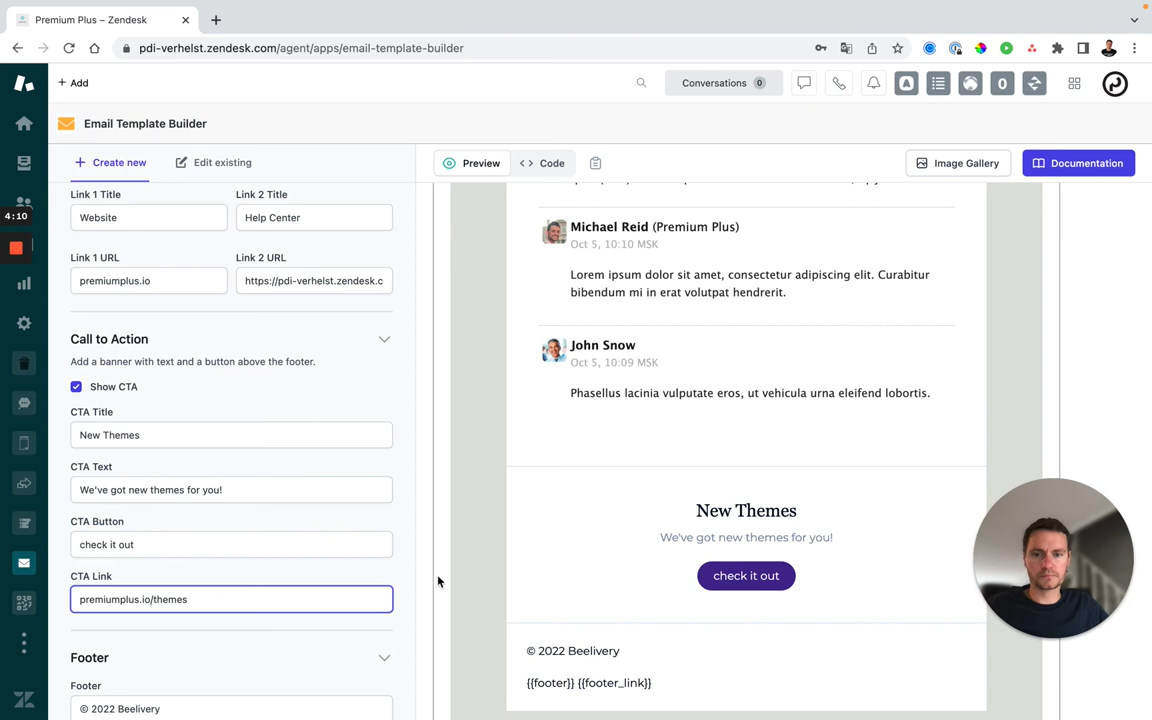 Premium Plus – Zendesk
pdi-verhelst.zendesk.com/agent/apps/email-template-builder
Add
Conversations 0
Email Template Builder
Create new
Edit existing
Preview
Code
Image Gallery
Documentation
4:10
Link 1 Title
Link 2 Title
Website
Help Center
Link 1 URL
Link 2 URL
premiumplus.io
https://pdi-verhelst.zendesk.c
Call to Action
Add a banner with text and a button above the footer.
Show CTA
CTA Title
New Themes
CTA Text
We've got new themes for you!
CTA Button
check it out
CTA Link
premiumplus.io/themes
Footer
Footer
© 2022 Beelivery
Michael Reid (Premium Plus)
Oct 5, 10:10 MSK
Lorem ipsum dolor sit amet, consectetur adipiscing elit. Curabitur
bibendum mi in erat volutpat hendrerit.
John Snow
Oct 5, 10:09 MSK
Phasellus lacinia vulputate eros, ut vehicula urna eleifend lobortis.
New Themes
We've got new themes for you!
check it out
© 2022 Beelivery
{{footer}} {{footer_link}}